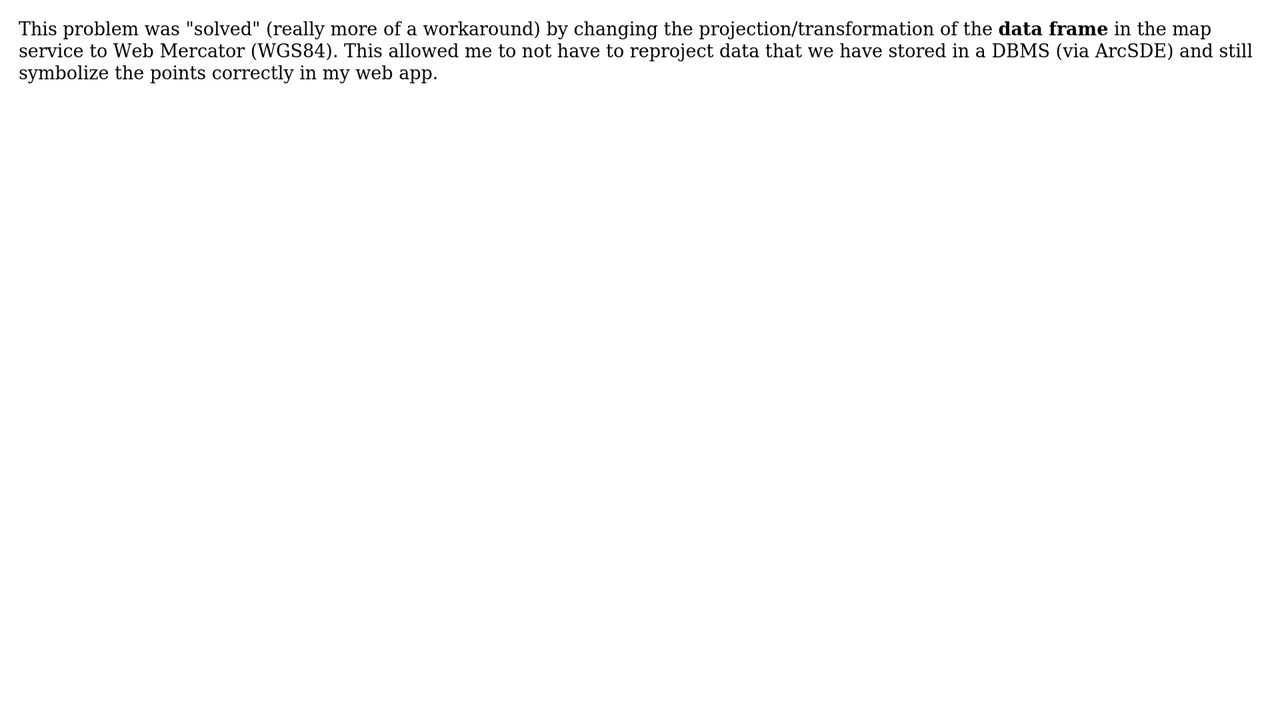 This problem was "solved" (really more of a workaround) by changing the projection/transformation of the data frame in the map
service to Web Mercator (WGS84). This allowed me to not have to reproject data that we have stored in a DBMS (via ArcSDE) and still
symbolize the points correctly in my web app.